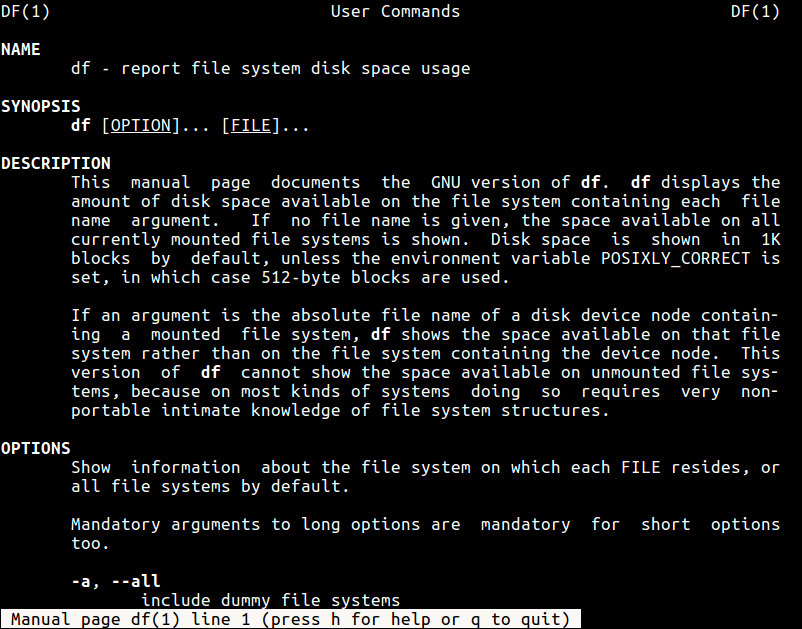 DF(1)                            User Commands                           DF(1)
NAME
df - report file system disk space usage
SYNOPSIS
df [OPTION]... [FILE]...
DESCRIPTION
This  manual  page  documents  the  GNU version of df.  df displays the
amount of disk space available on the file system containing each  file
name  argument.   If  no file name is given, the space available on all
currently mounted file systems is shown.  Disk space  is  shown  in  1K
blocks  by  default, unless the environment variable POSIXLY_CORRECT is
set, in which case 512-byte blocks are used.
If an argument is the absolute file name of a disk device node contain-
ing  a  mounted  file system, df shows the space available on that file
system rather than on the file system containing the device node.  This
version  of  df  cannot show the space available on unmounted file sys-
tems, because on most kinds of systems  doing  so  requires  very  non-
portable intimate knowledge of file system structures.
OPTIONS
Show  information  about the file system on which each FILE resides, or
all file systems by default.
Mandatory arguments to long options are  mandatory  for  short  options
too.
-a, --all
include dummy file systems
Manual page df(1) line 1 (press h for help or q to quit)